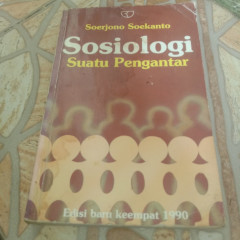 Soerjono Soekanto
Sosiologi
Suatu Pengantar
Edisi baru keempat 1990